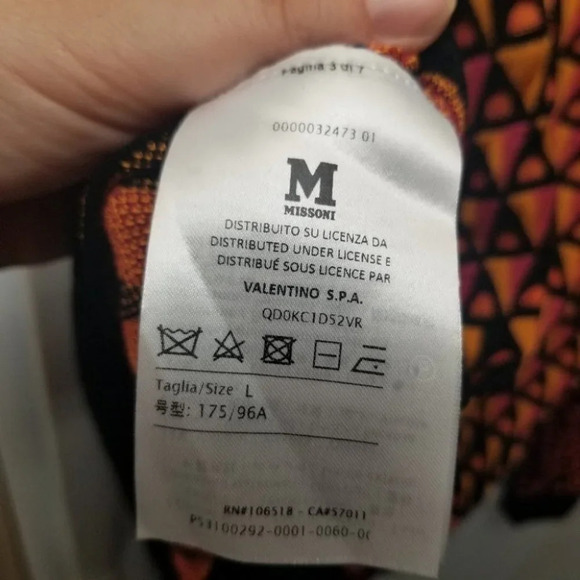 Pagina 3 di 7
0000032473 01
M
MISSONI
DISTRIBUITO SU LICENZA DA
DISTRIBUTED UNDER LICENSE B
DISTRIBUÉ SOUS LICENCE PAR
VALENTINO S.P.A.
QD0KC1D52VR
Taglia/Size L
号型: 175/96A
RN#106518 - CA#57011
PS3100292-0001-0060-0